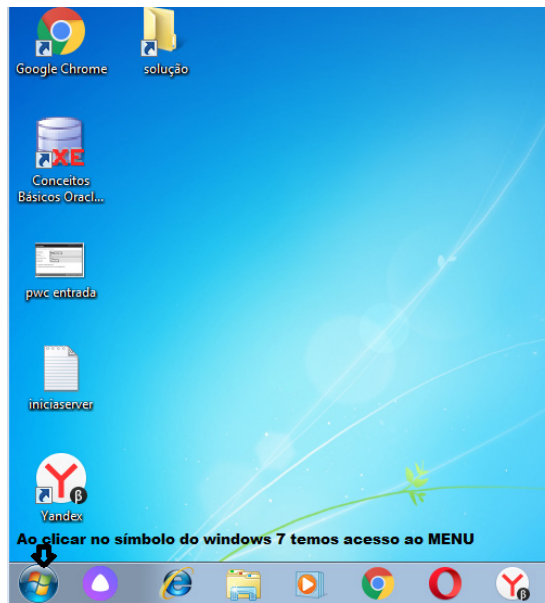 Google Chrome
solução
XE
Conceitos
Básicos Oracl...
pwc entrada
iniciaserver
Y
β
Yandex
Ao clicar no símbolo do windows 7 temos acesso ao MENU
Y
β